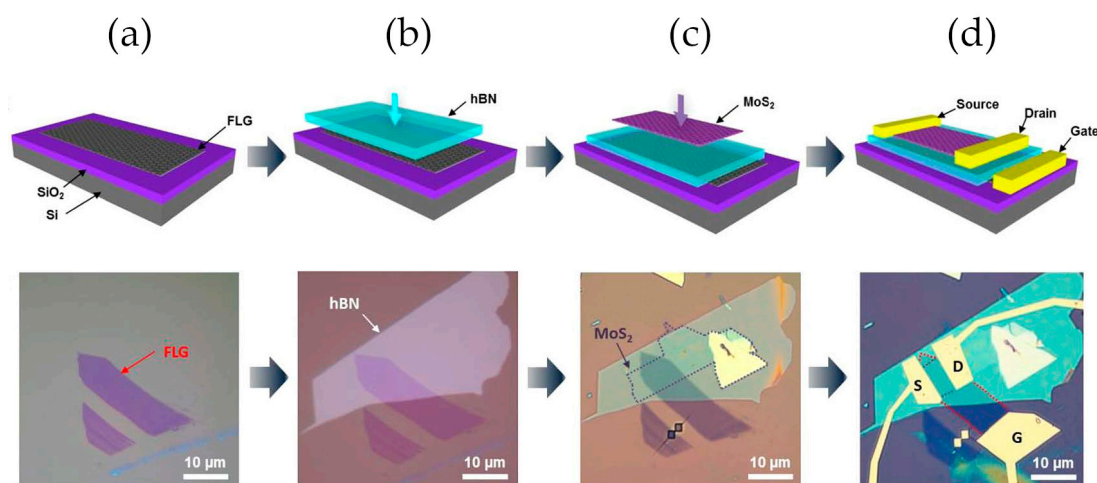 (a)
(b)
(c)
(d)
FLG
SiO₂
Si
hBN
MoS₂
Source
Drain
Gate
FLG
10 µm
hBN
10 µm
MoS₂
10 µm
S
D
G
10 µm